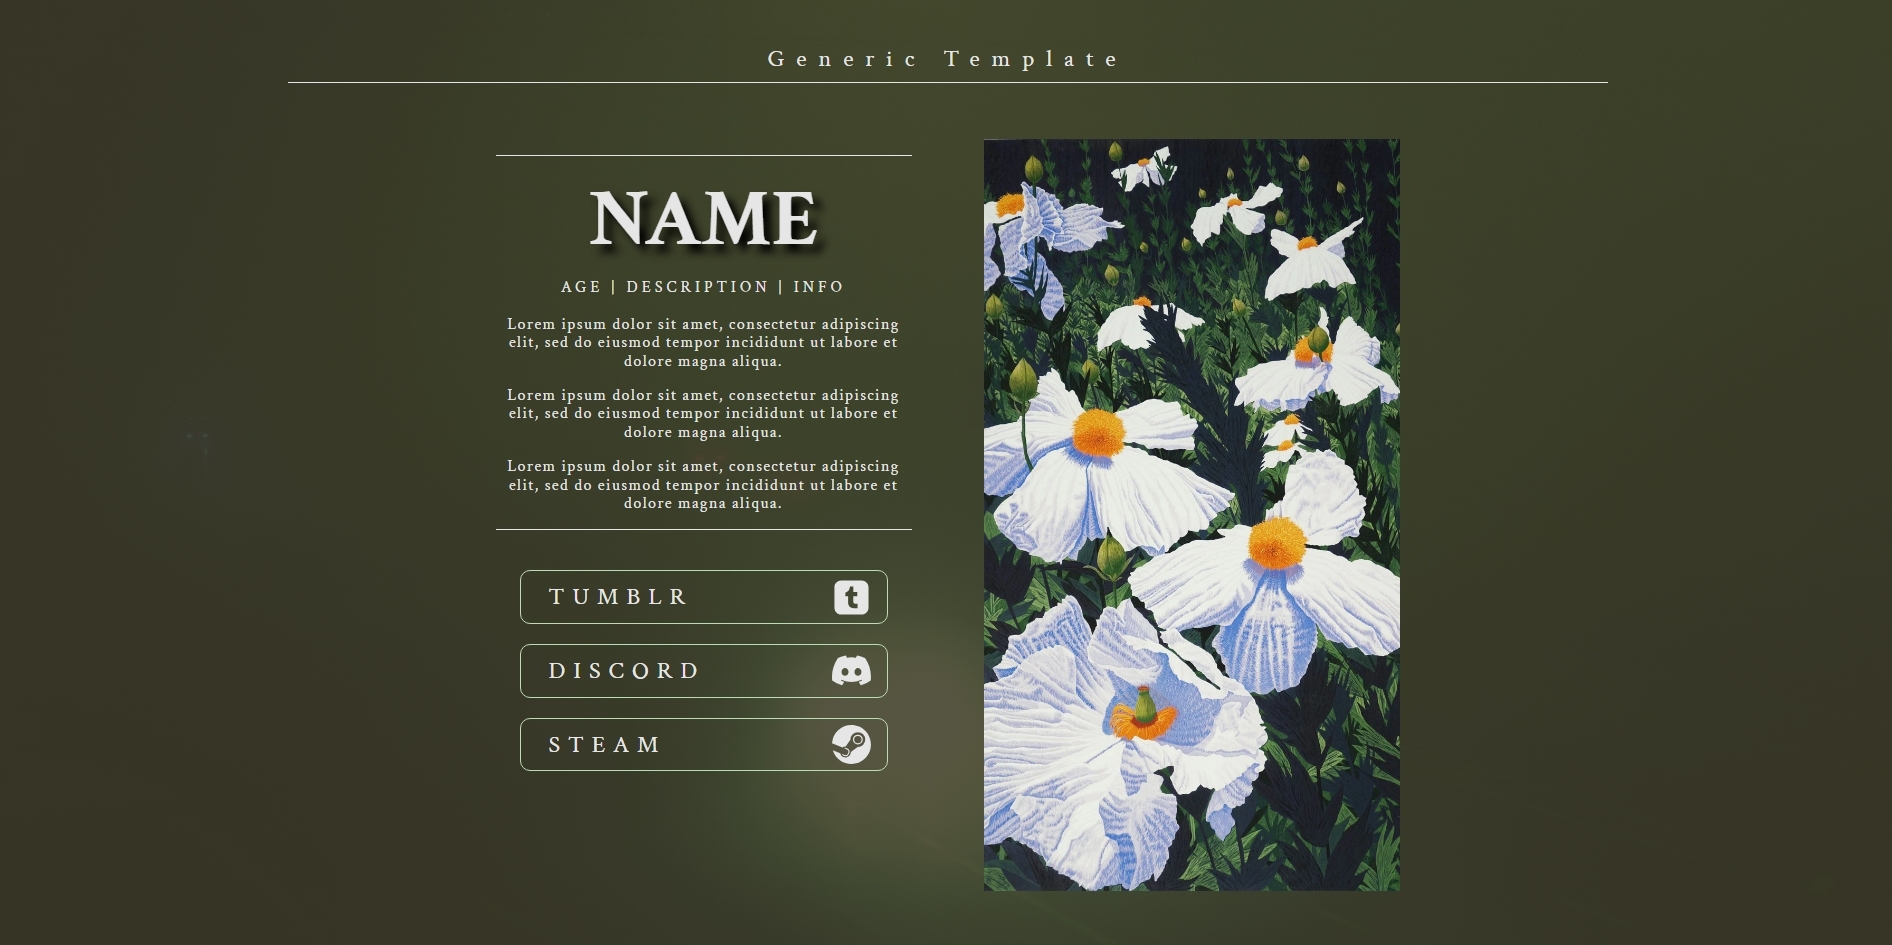 Generic Template
NAME
AGE | DESCRIPTION | INFO
Lorem ipsum dolor sit amet, consectetur adipiscing
elit, sed do eiusmod tempor incididunt ut labore et
dolore magna aliqua.
Lorem ipsum dolor sit amet, consectetur adipiscing
elit, sed do eiusmod tempor incididunt ut labore et
dolore magna aliqua.
Lorem ipsum dolor sit amet, consectetur adipiscing
elit, sed do eiusmod tempor incididunt ut labore et
dolore magna aliqua.
TUMBLR
DISCORD
STEAM